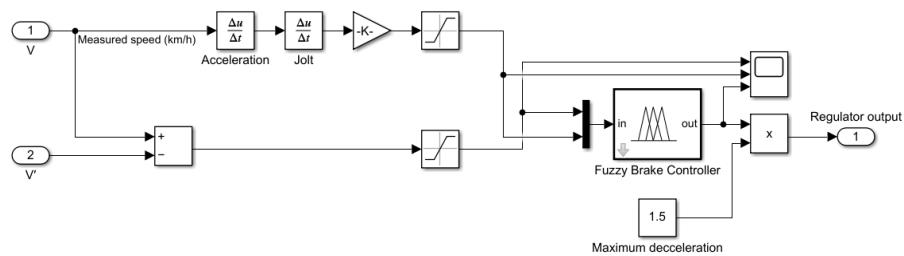 1
V
Measured speed (km/h)
Δu
Δt
Acceleration
Δu
Δt
Jolt
-K-
+
−
2
V'
in
out
Fuzzy Brake Controller
x
Regulator output
1
1.5
Maximum decceleration